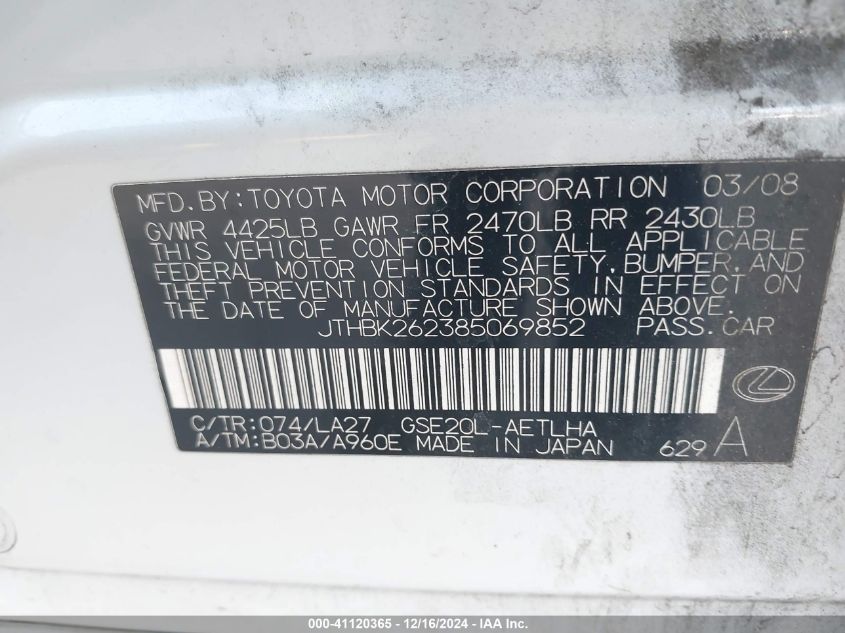 MFD. BY: TOYOTA MOTOR CORPORATION 03/08
GVWR 4425LB GAWR FR 2470LB RR 2430LB
THIS VEHICLE CONFORMS TO ALL APPLICABLE
FEDERAL MOTOR VEHICLE SAFETY, BUMPER, AND
THEFT PREVENTION STANDARDS IN EFFECT ON
THE DATE OF MANUFACTURE SHOWN ABOVE.
JTHBK262385069852 PASS. CAR
C/TR: 074/LA27 GSE20L-AETLHA
A/TM: B03A/A960E MADE IN JAPAN 629 A
000-41120365 - 12/16/2024 - IAA Inc.